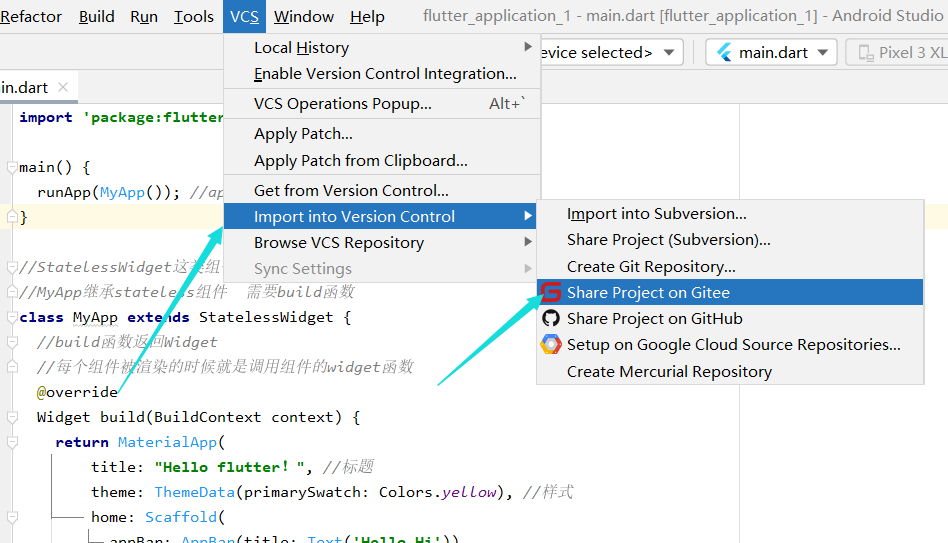 Refactor Build Run Tools VCS Window Help flutter_application_1 - main.dart [flutter_application_1] - Android Studio
Local History
evice selected> main.dart Pixel 3 XL
Enable Version Control Integration...
in.dart
VCS Operations Popup... Alt+`
import 'package:flutter
Apply Patch...
Apply Patch from Clipboard...
main() {
runApp(MyApp()); //ap
Get from Version Control...
}
Import into Version Control
Import into Subversion...
Browse VCS Repository
Share Project (Subversion)...
Sync Settings
Create Git Repository...
//StatelessWidget这类组
Share Project on Gitee
//MyApp继承stateless组件 需要build函数
class MyApp extends StatelessWidget {
Share Project on GitHub
//build函数返回Widget
Setup on Google Cloud Source Repositories...
//每个组件被渲染的时候就是调用组件的widget函数
Create Mercurial Repository
@override
Widget build(BuildContext context) {
return MaterialApp(
title: "Hello flutter! ", //标题
theme: ThemeData(primarySwatch: Colors.yellow), //样式
home: Scaffold(
appBar: AppBar(title: Text('Hello Hi'))